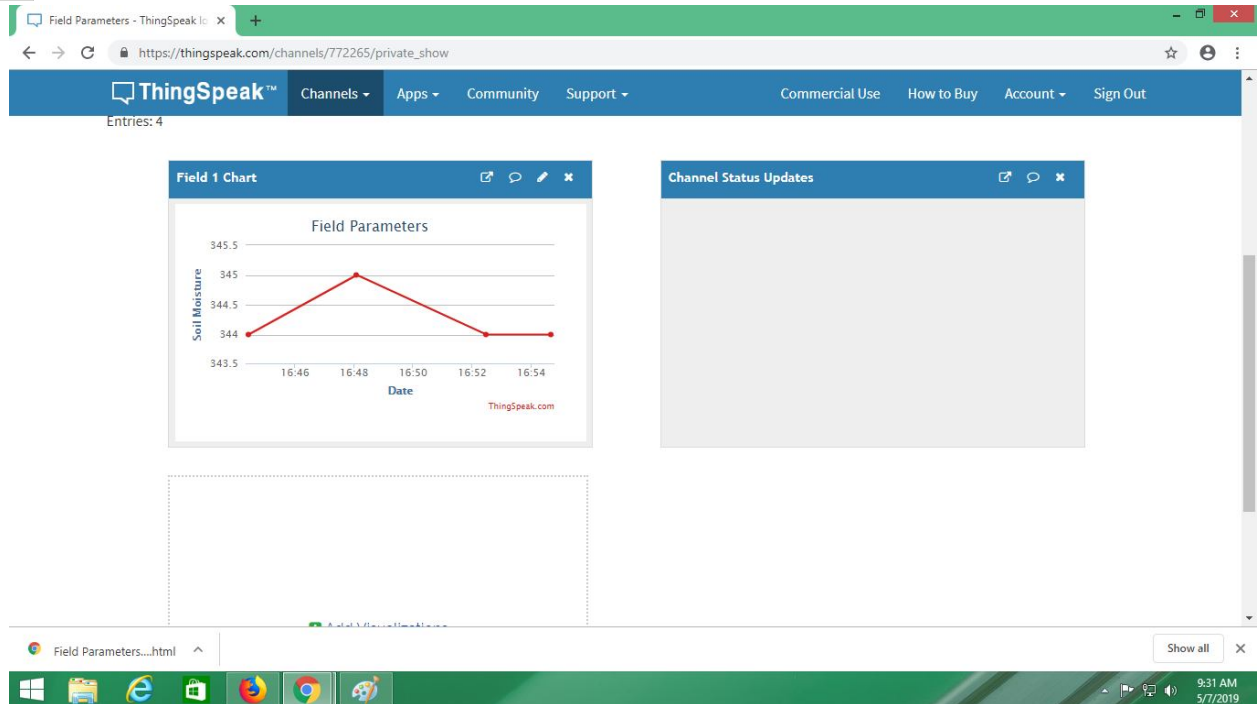 Field Parameters - ThingSpeak Io
https://thingspeak.com/channels/772265/private_show
ThingSpeak™ Channels Apps Community Support Commercial Use How to Buy Account Sign Out
Entries: 4
Field 1 Chart
Field Parameters
345.5
345
344.5
344
343.5
Soil Moisture
16:46 16:48 16:50 16:52 16:54
Date
ThingSpeak.com
Channel Status Updates
Add Visualizations
Field Parameters....html
Show all
9:31 AM
5/7/2019